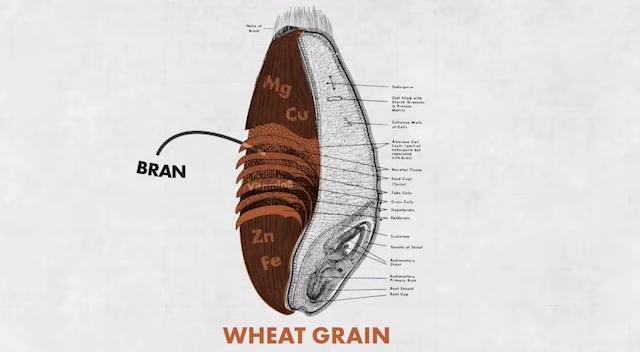 Hairs of
Brush
Mg
Cu
Endosperm
Cell filled with
Starch Granules
in Protein
Matrix
Cellulose Walls
of Cells
Aleurone Cell
Layer (part of
endosperm but
separated
with bran)
Nucellar Tissue
Seed Coat
(Testa)
Tube Cells
Cross Cells
Hypodermis
Epidermis
BRAN
Vitamins
Zn
Fe
Scutellum
Sheath of Shoot
Rudimentary
Shoot
Rudimentary
Primary Root
Root Sheath
Root Cap
WHEAT GRAIN